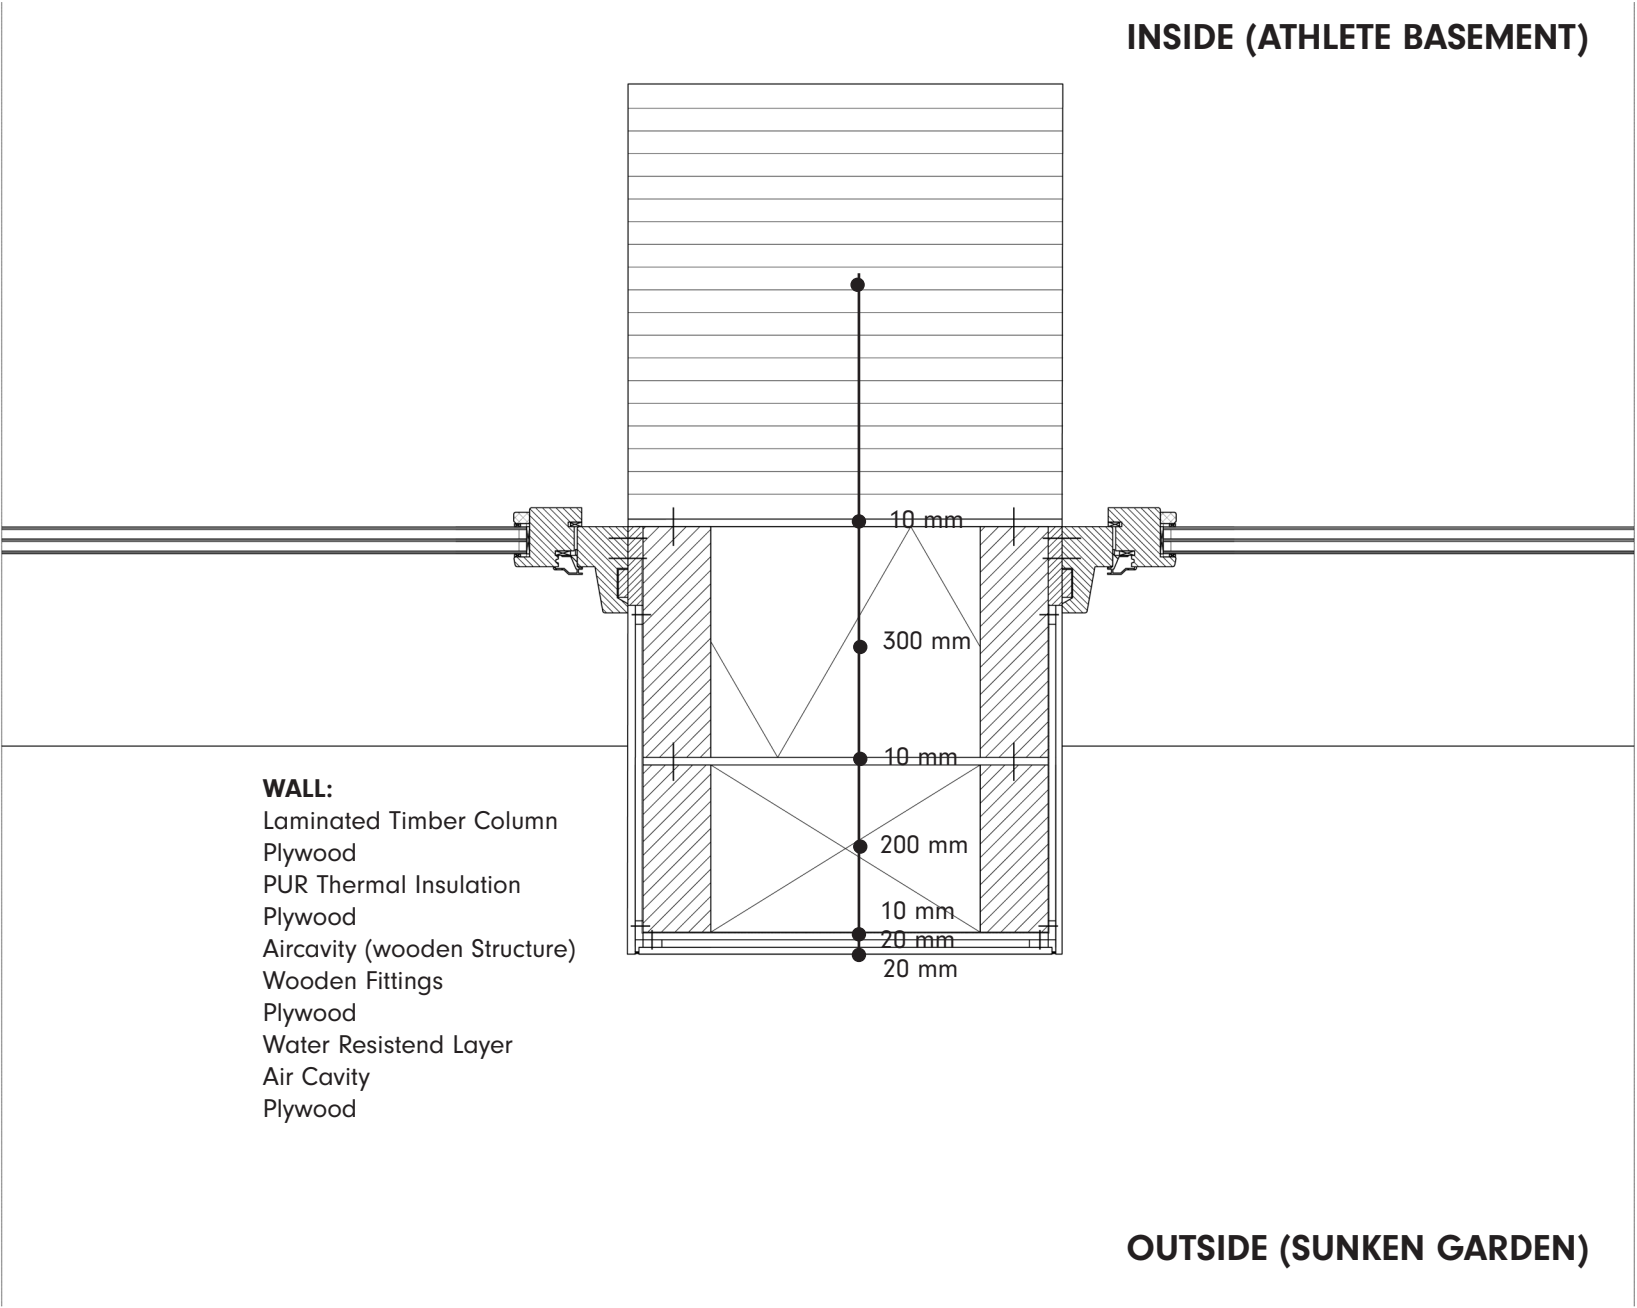 INSIDE (ATHLETE BASEMENT)
10 mm
300 mm
10 mm
WALL:
Laminated Timber Column
Plywood
PUR Thermal Insulation
Plywood
Aircavity (wooden Structure)
Wooden Fittings
Plywood
Water Resistend Layer
Air Cavity
Plywood
200 mm
10 mm
20 mm
20 mm
OUTSIDE (SUNKEN GARDEN)